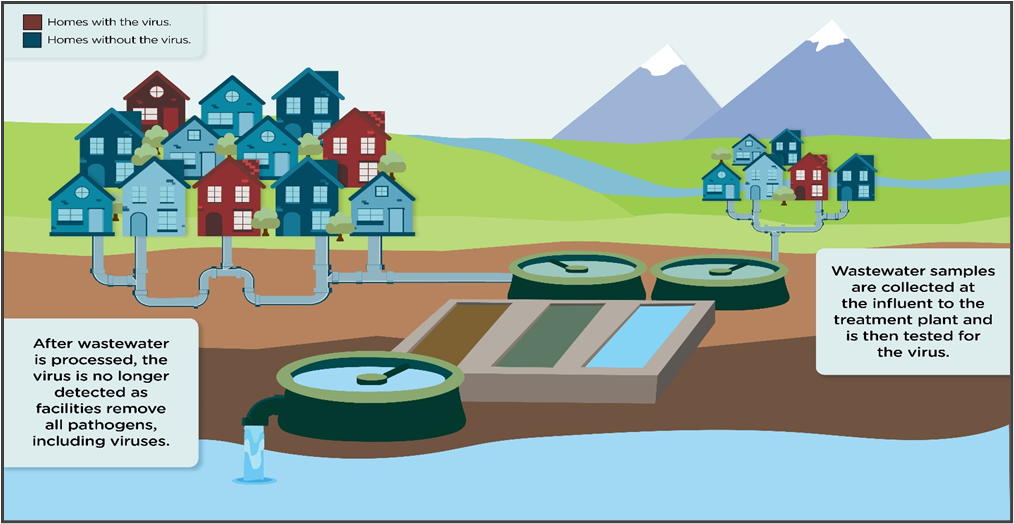 Homes with the virus.
Homes without the virus.
Wastewater samples
are collected at
the influent to the
treatment plant and
is then tested for
the virus.
After wastewater
is processed, the
virus is no longer
detected as
facilities remove
all pathogens,
including viruses.